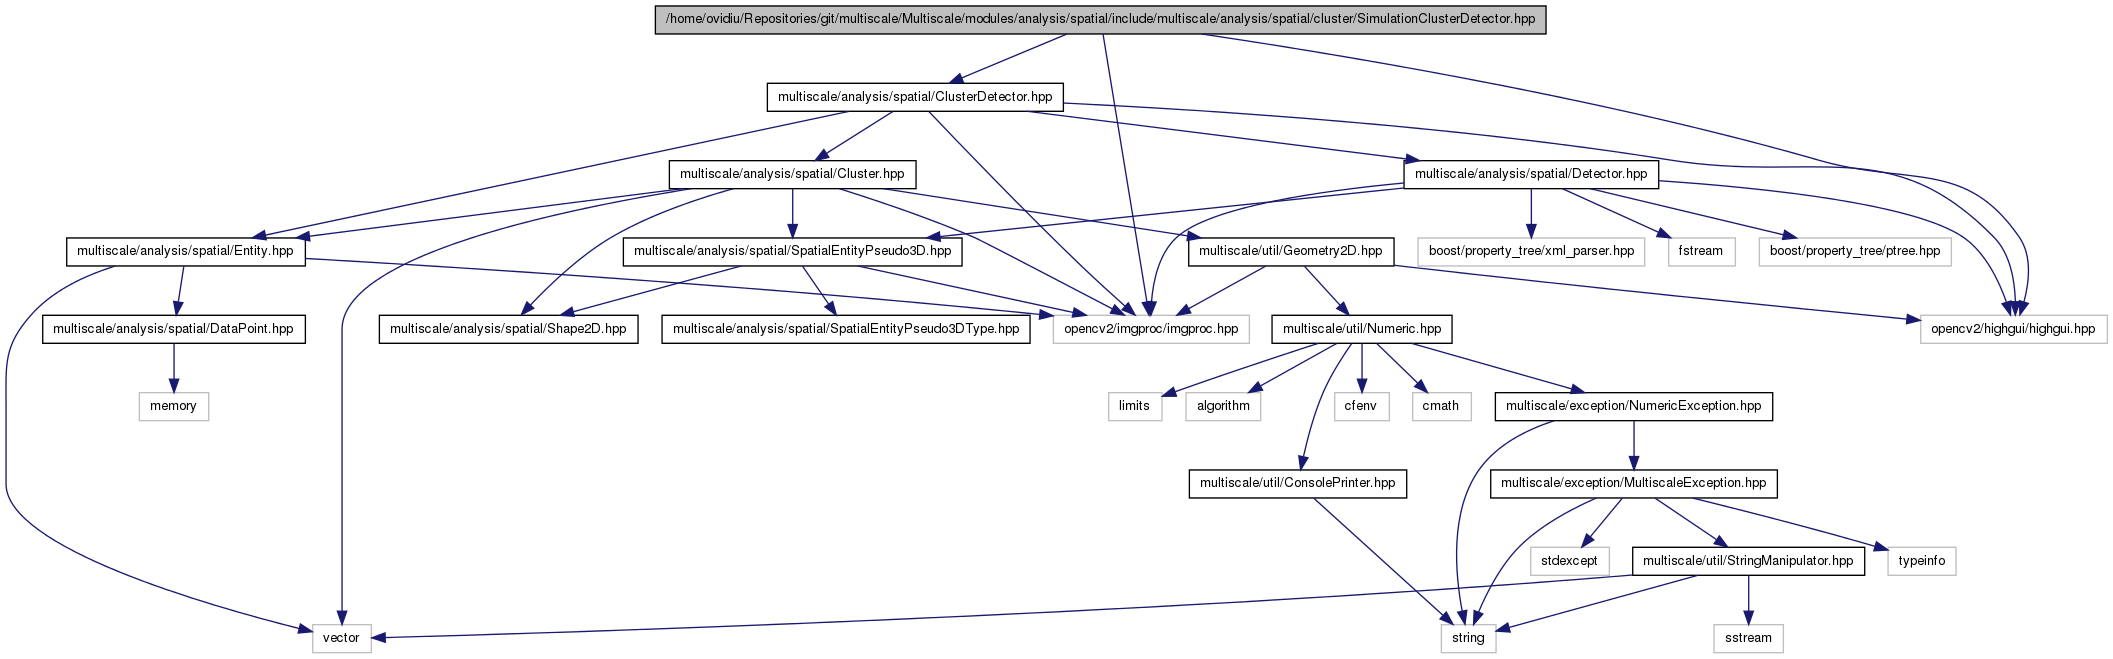 /home/ovidiu/Repositories/git/multiscale/Multiscale/modules/analysis/spatial/include/multiscale/analysis/spatial/cluster/SimulationClusterDetector.hpp
multiscale/analysis/spatial/ClusterDetector.hpp
multiscale/analysis/spatial/Cluster.hpp
multiscale/analysis/spatial/Detector.hpp
multiscale/analysis/spatial/Entity.hpp
multiscale/analysis/spatial/SpatialEntityPseudo3D.hpp
multiscale/util/Geometry2D.hpp
boost/property_tree/xml_parser.hpp
fstream
boost/property_tree/ptree.hpp
multiscale/analysis/spatial/DataPoint.hpp
multiscale/analysis/spatial/Shape2D.hpp
multiscale/analysis/spatial/SpatialEntityPseudo3DType.hpp
opencv2/imgproc/imgproc.hpp
multiscale/util/Numeric.hpp
opencv2/highgui/highgui.hpp
memory
limits
algorithm
cfenv
cmath
multiscale/exception/NumericException.hpp
multiscale/util/ConsolePrinter.hpp
multiscale/exception/MultiscaleException.hpp
stdexcept
multiscale/util/StringManipulator.hpp
typeinfo
vector
string
sstream